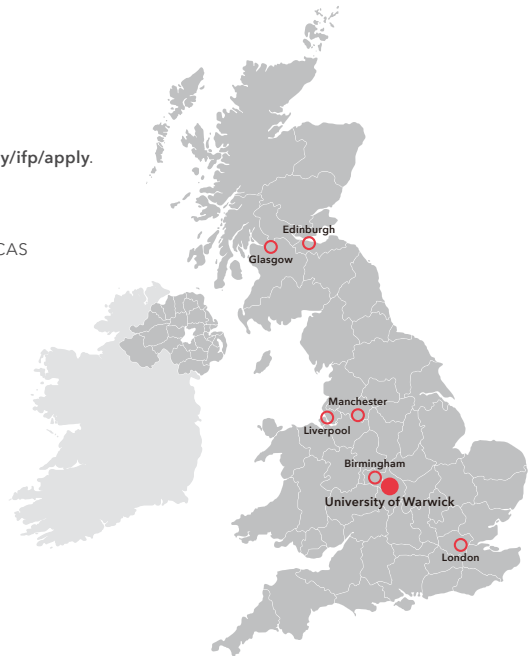 y/ifp/apply.
CAS
Edinburgh
Glasgow
Manchester
Liverpool
Birmingham
University of Warwick
London